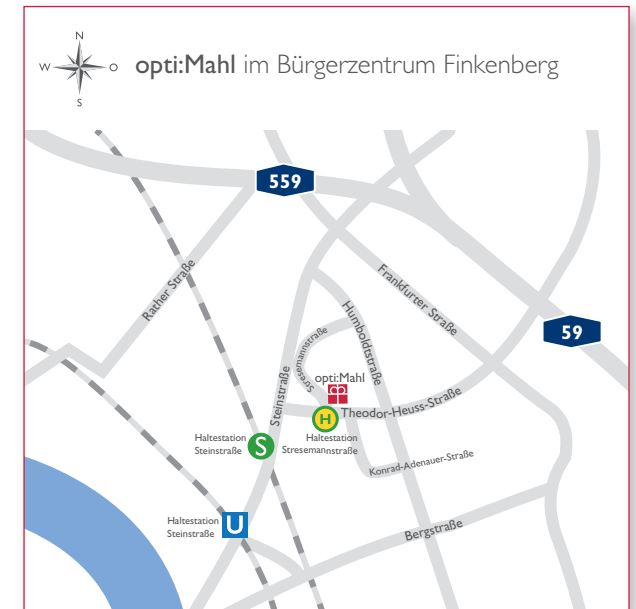 N
W
O
S
opti:Mahl im Bürgerzentrum Finkenberg
559
Rather Straße
Frankfurter Straße
59
Humboldtstraße
Stresemannstraße
Steinstraße
opti:Mahl
H
Theodor-Heuss-Straße
Haltestation
Steinstraße
S
Haltestation
Stresemannstraße
Konrad-Adenauer-Straße
Haltestation
Steinstraße
U
Bergstraße